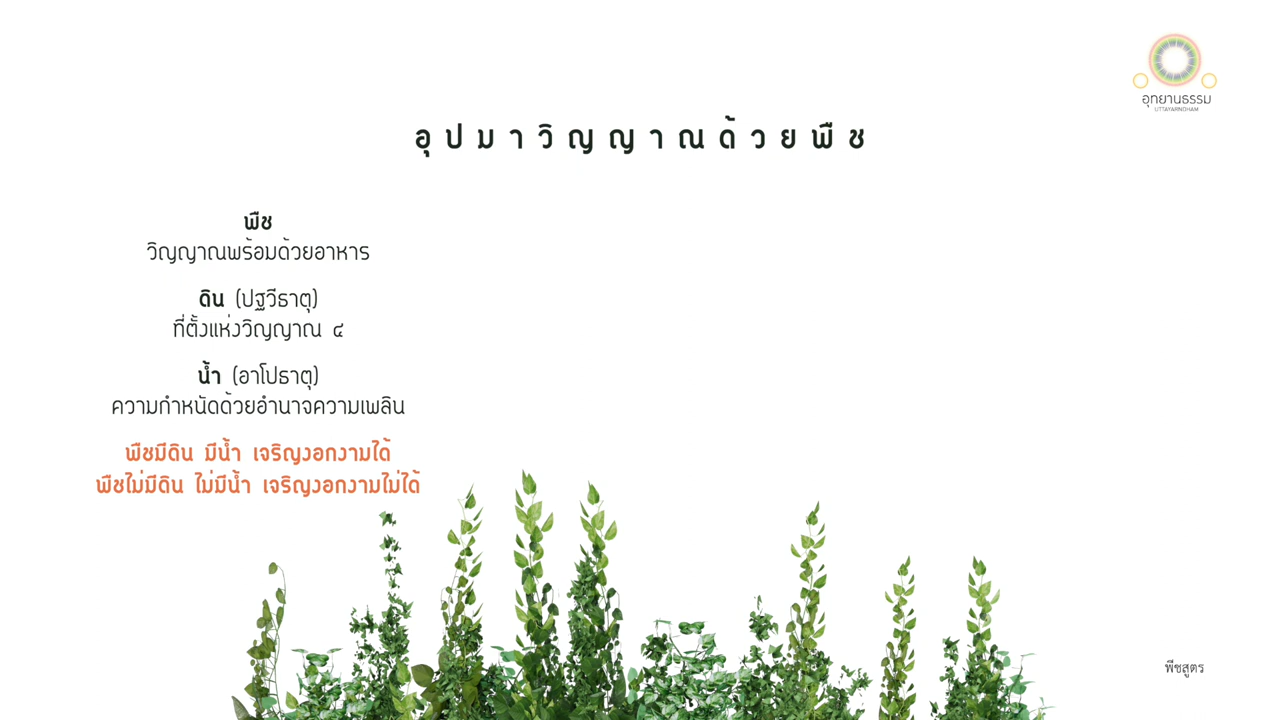 อุทยานธรรม
UTTAYARNDHAM
อุปมาวิญญาณด้วยพืช
พืช
วิญญาณพร้อมด้วยอาหาร
ดิน (ปฐวีธาตุ)
ที่ตั้งแห่งวิญญาณ ๔
น้ำ (อาโปธาตุ)
ความกำหนัดด้วยอำนาจความเพลิน
พืชมีดิน มีน้ำ เจริญงอกงามได้
พืชไม่มีดิน ไม่มีน้ำ เจริญงอกงามไม่ได้
พีชสูตร